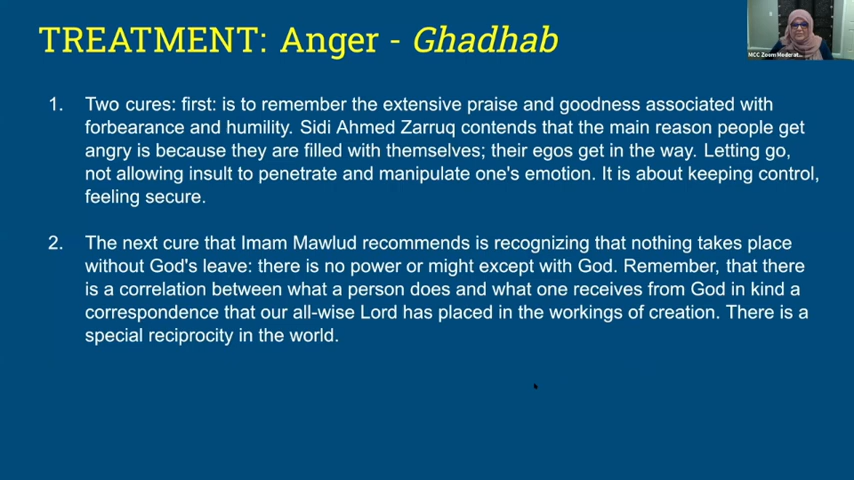 TREATMENT: Anger - Ghadhab
MCC Zoom Moderat...
1. Two cures: first: is to remember the extensive praise and goodness associated with
forbearance and humility. Sidi Ahmed Zarruq contends that the main reason people get
angry is because they are filled with themselves; their egos get in the way. Letting go,
not allowing insult to penetrate and manipulate one's emotion. It is about keeping control,
feeling secure.
2. The next cure that Imam Mawlud recommends is recognizing that nothing takes place
without God's leave: there is no power or might except with God. Remember, that there
is a correlation between what a person does and what one receives from God in kind a
correspondence that our all-wise Lord has placed in the workings of creation. There is a
special reciprocity in the world.